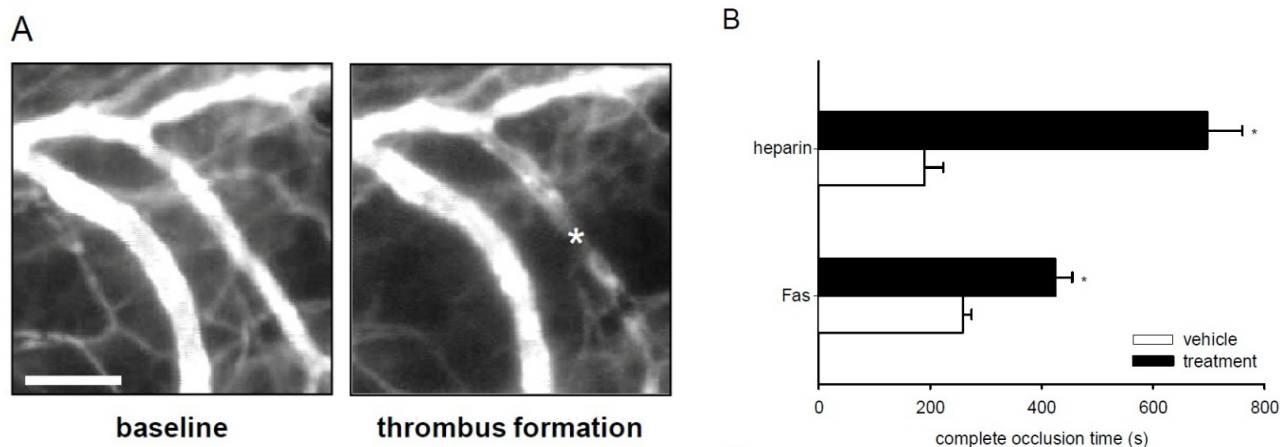 A
baseline
*
thrombus formation
B
heparin
*
Fas
*
vehicle
treatment
0 200 400 600 800
complete occlusion time (s)